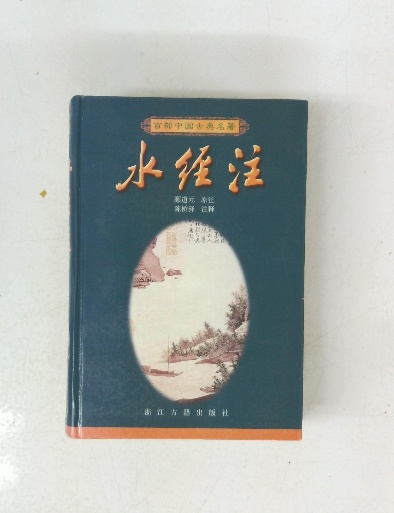 百部中国古典名著
水经注
郦道元 原注
陈桥驿 注释
浙江古籍出版社